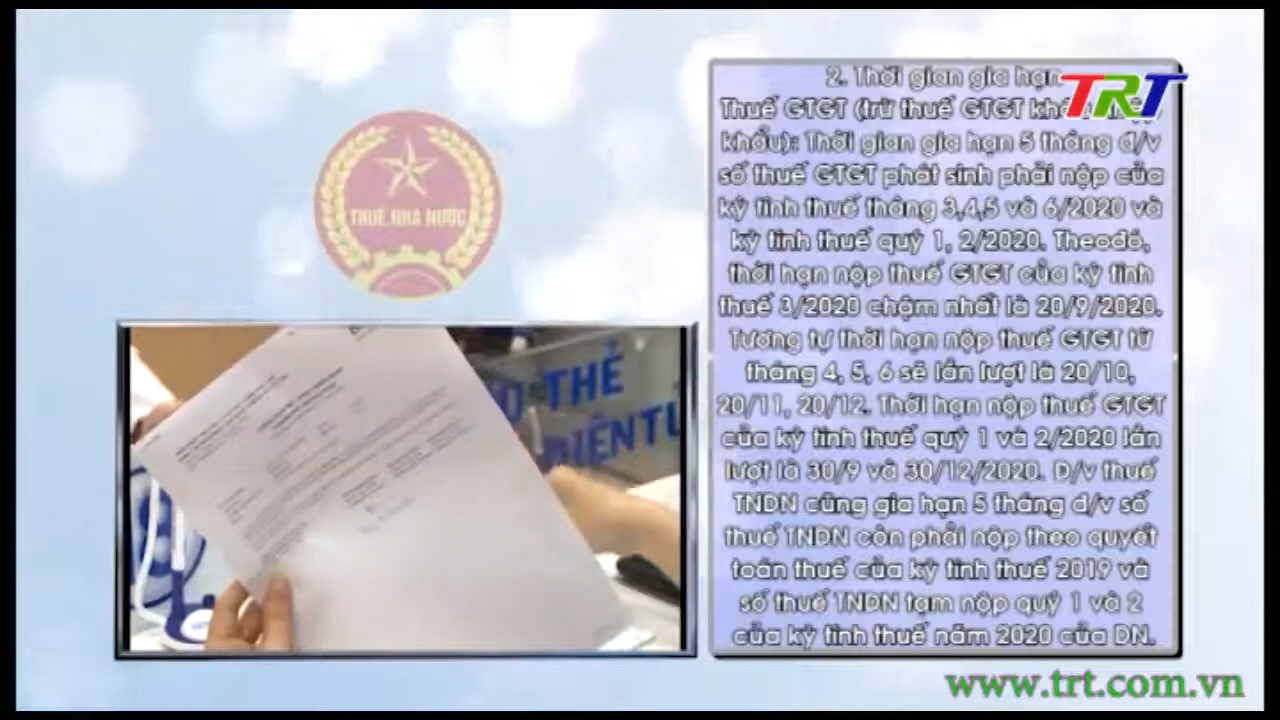 2. Thời gian gia hạn
TRT
Thuế GTGT (trừ thuế GTGT khâu nhập
khẩu): Thời gian gia hạn 5 tháng đ/v
số thuế GTGT phát sinh phải nộp của
kỳ tính thuế tháng 3,4,5 và 6/2020 và
kỳ tính thuế quý 1, 2/2020. Theođó,
thời hạn nộp thuế GTGT của kỳ tính
thuế 3/2020 chậm nhất là 20/9/2020.
Tương tự thời hạn nộp thuế GTGT từ
tháng 4, 5, 6 sẽ lần lượt là 20/10,
20/11, 20/12. Thời hạn nộp thuế GTGT
của kỳ tính thuế quý 1 và 2/2020 lần
lượt là 30/9 và 30/12/2020. Đ/v thuế
TNDN cũng gia hạn 5 tháng đ/v số
thuế TNDN còn phải nộp theo quyết
toán thuế của kỳ tính thuế 2019 và
số thuế TNDN tạm nộp quý 1 và 2
của kỳ tính thuế năm 2020 của DN.
THUẾ NHÀ NƯỚC
THẺ
ĐIỆN TỬ
www.trt.com.vn